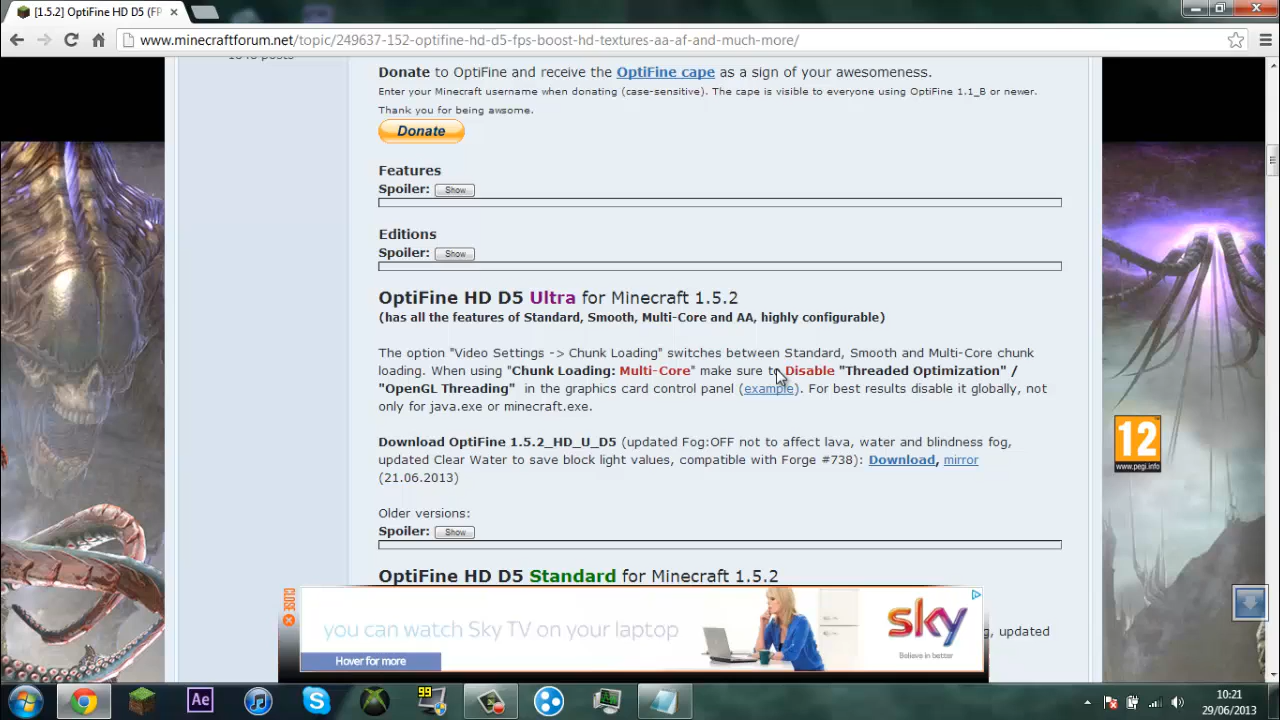 [1.5.2] OptiFine HD D5 (FP
www.minecraftforum.net/topic/249637-152-optifine-hd-d5-fps-boost-hd-textures-aa-af-and-much-more/
Donate to OptiFine and receive the OptiFine cape as a sign of your awesomeness.
Enter your Minecraft username when donating (case-sensitive). The cape is visible to everyone using OptiFine 1.1_B or newer.
Thank you for being awsome.
Donate
Features
Spoiler: Show
Editions
Spoiler: Show
OptiFine HD D5 Ultra for Minecraft 1.5.2
(has all the features of Standard, Smooth, Multi-Core and AA, highly configurable)
The option "Video Settings -> Chunk Loading" switches between Standard, Smooth and Multi-Core chunk
loading. When using "Chunk Loading: Multi-Core" make sure to Disable "Threaded Optimization" /
"OpenGL Threading" in the graphics card control panel (example). For best results disable it globally, not
only for java.exe or minecraft.exe.
Download OptiFine 1.5.2_HD_U_D5 (updated Fog:OFF not to affect lava, water and blindness fog,
updated Clear Water to save block light values, compatible with Forge #738): Download, mirror
(21.06.2013)
Older versions:
Spoiler: Show
OptiFine HD D5 Standard for Minecraft 1.5.2
g, updated
CLOSE
you can watch Sky TV on your laptop
Hover for more
sky
Believe in better
12
www.pegi.info
Ae
99
10:21
29/06/2013